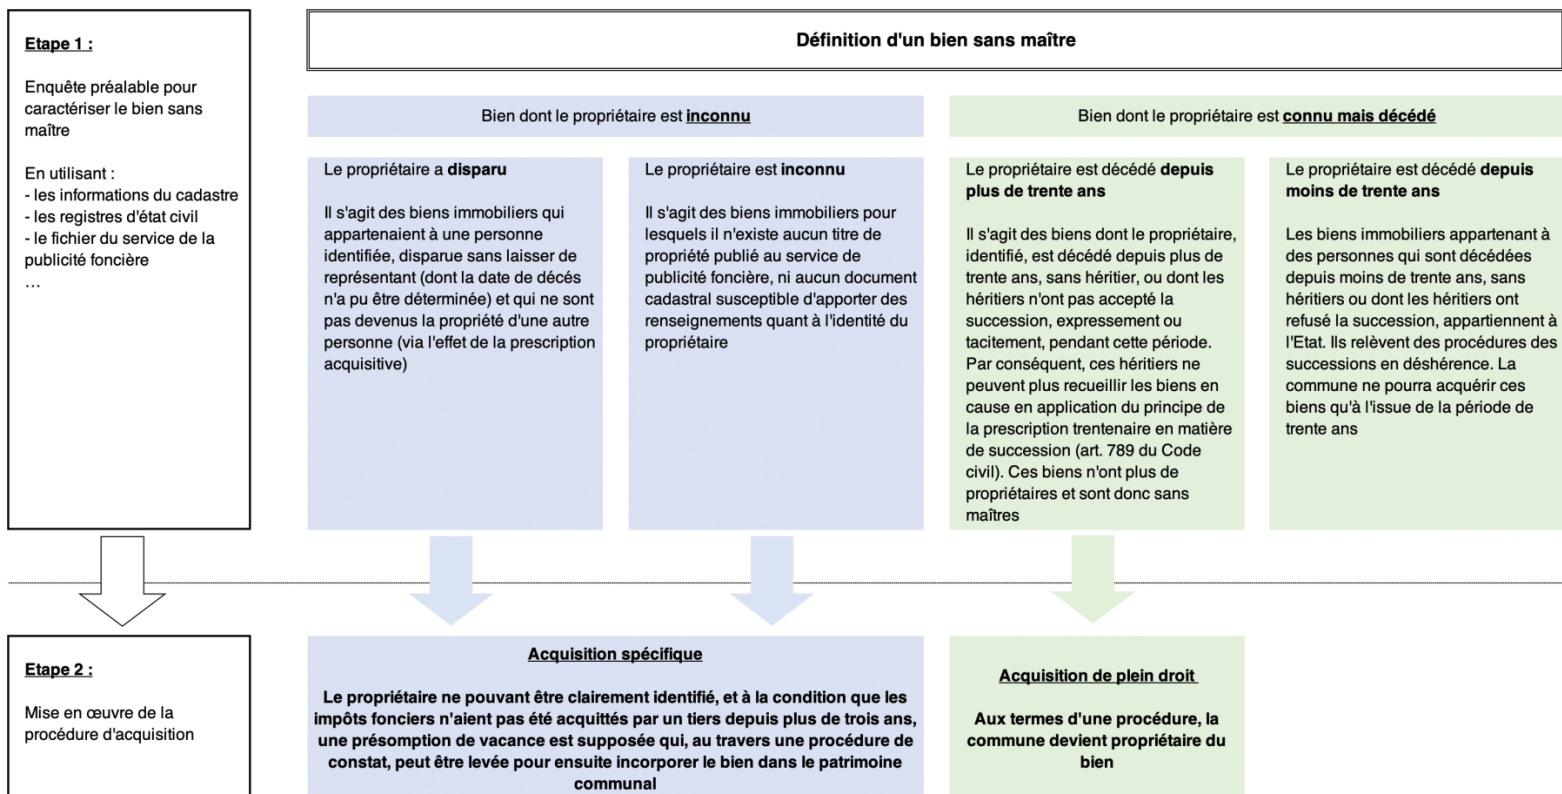 Etape 1 :
Enquête préalable pour
caractériser le bien sans
maître
En utilisant :
- les informations du cadastre
- les registres d'état civil
- le fichier du service de la
publicité foncière
…
Définition d'un bien sans maître
Bien dont le propriétaire est inconnu
Bien dont le propriétaire est connu mais décédé
Le propriétaire a disparu
Il s'agit des biens immobiliers qui
appartenaient à une personne
identifiée, disparue sans laisser de
représentant (dont la date de décés
n'a pu être déterminée) et qui ne sont
pas devenus la propriété d'une autre
personne (via l'effet de la prescription
acquisitive)
Le propriétaire est inconnu
Il s'agit des biens immobiliers pour
lesquels il n'existe aucun titre de
propriété publié au service de
publicité foncière, ni aucun document
cadastral susceptible d'apporter des
renseignements quant à l'identité du
propriétaire
Le propriétaire est décédé depuis
plus de trente ans
Il s'agit des biens dont le propriétaire,
identifié, est décédé depuis plus de
trente ans, sans héritier, ou dont les
héritiers n'ont pas accepté la
succession, expressement ou
tacitement, pendant cette période.
Par conséquent, ces héritiers ne
peuvent plus recueillir les biens en
cause en application du principe de
la prescription trentenaire en matière
de succession (art. 789 du Code
civil). Ces biens n'ont plus de
propriétaires et sont donc sans
maîtres
Le propriétaire est décédé depuis
moins de trente ans
Les biens immobiliers appartenant à
des personnes qui sont décédées
depuis moins de trente ans, sans
héritiers ou dont les héritiers ont
refusé la succession, appartiennent à
l'Etat. Ils relèvent des procédures des
successions en déshérence. La
commune ne pourra acquérir ces
biens qu'à l'issue de la période de
trente ans
Etape 2 :
Mise en œuvre de la
procédure d'acquisition
Acquisition spécifique
Le propriétaire ne pouvant être clairement identifié, et à la condition que les
impôts fonciers n'aient pas été acquittés par un tiers depuis plus de trois ans,
une présomption de vacance est supposée qui, au travers une procédure de
constat, peut être levée pour ensuite incorporer le bien dans le patrimoine
communal
Acquisition de plein droit
Aux termes d'une procédure, la
commune devient propriétaire du
bien